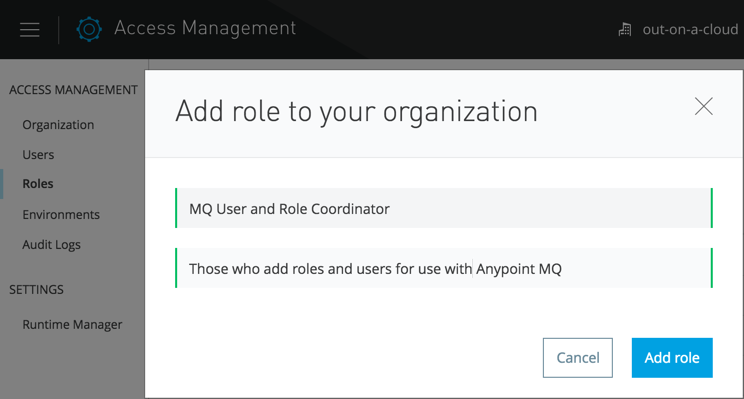 Access Management
out-on-a-cloud
ACCESS MANAGEMENT
Organization
Users
Roles
Environments
Audit Logs
SETTINGS
Runtime Manager
Add role to your organization
MQ User and Role Coordinator
Those who add roles and users for use with Anypoint MQ
Cancel
Add role